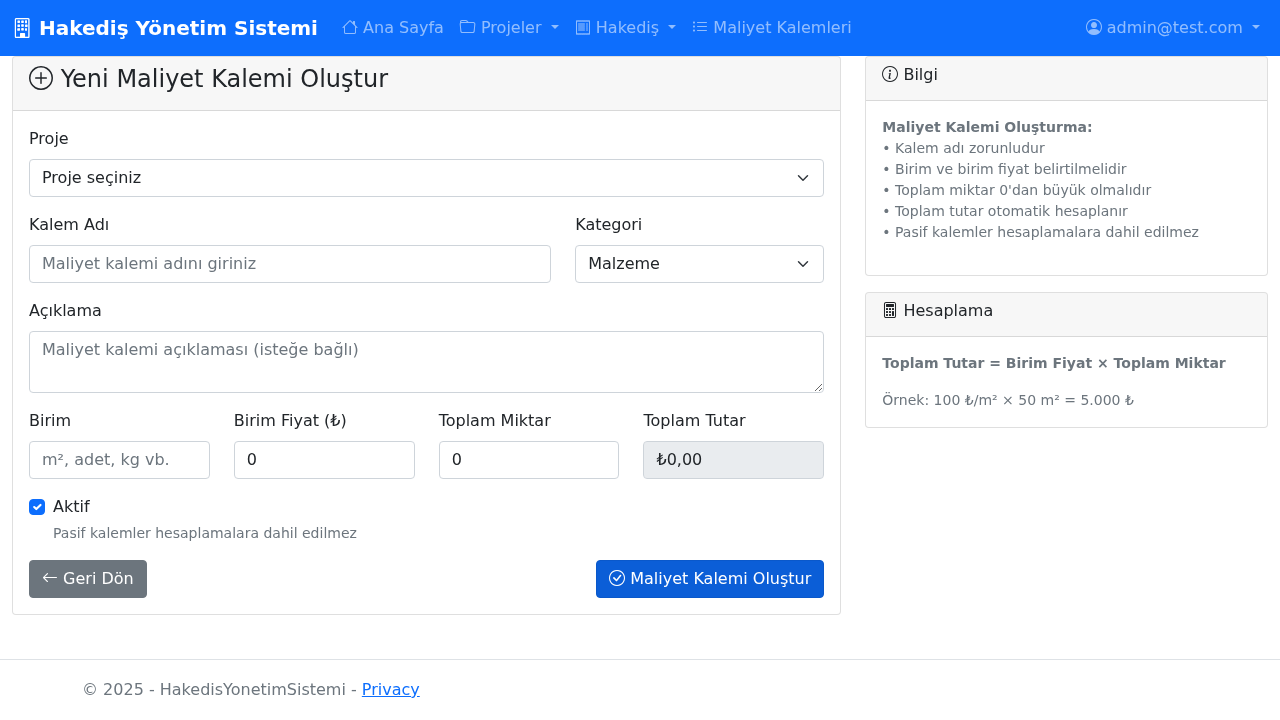 Hakediş Yönetim Sistemi Ana Sayfa Projeler Hakediş Maliyet Kalemleri admin@test.com
Yeni Maliyet Kalemi Oluştur
Proje
Proje seçiniz
Kalem Adı Kategori
Maliyet kalemi adını giriniz Malzeme
Açıklama
Maliyet kalemi açıklaması (isteğe bağlı)
Birim Birim Fiyat (₺) Toplam Miktar Toplam Tutar
m², adet, kg vb. 0 0 ₺0,00
Aktif
Pasif kalemler hesaplamalara dahil edilmez
Geri Dön Maliyet Kalemi Oluştur
Bilgi
Maliyet Kalemi Oluşturma:
• Kalem adı zorunludur
• Birim ve birim fiyat belirtilmelidir
• Toplam miktar 0'dan büyük olmalıdır
• Toplam tutar otomatik hesaplanır
• Pasif kalemler hesaplamalara dahil edilmez
Hesaplama
Toplam Tutar = Birim Fiyat × Toplam Miktar
Örnek: 100 ₺/m² × 50 m² = 5.000 ₺
© 2025 - HakedisYonetimSistemi - Privacy